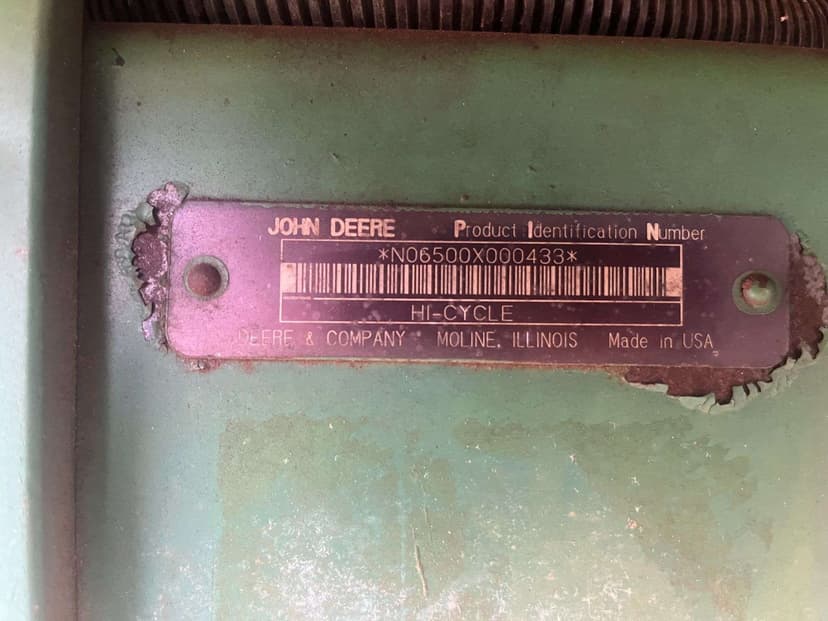 JOHN DEERE Product Identification Number
*N06500X000433*
HI-CYCLE
DEERE & COMPANY MOLINE, ILLINOIS Made in USA